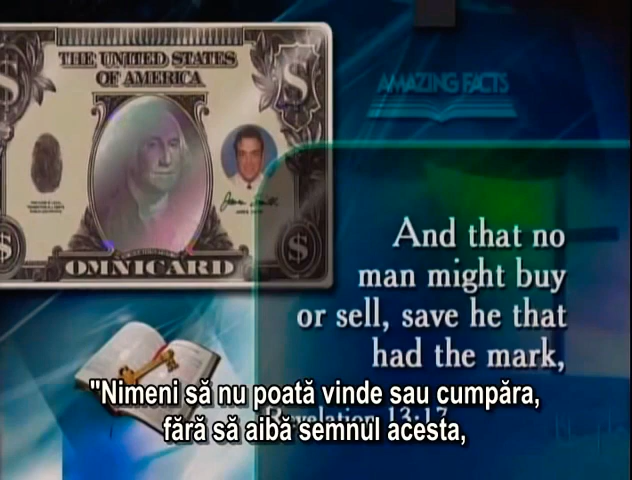 THE UNITED STATES
OF AMERICA
OMNICARD
AMAZING FACTS
And that no
man might buy
or sell, save he that
had the mark,
Revelation 13:17
"Nimeni să nu poată vinde sau cumpăra,
fără să aibă semnul acesta,